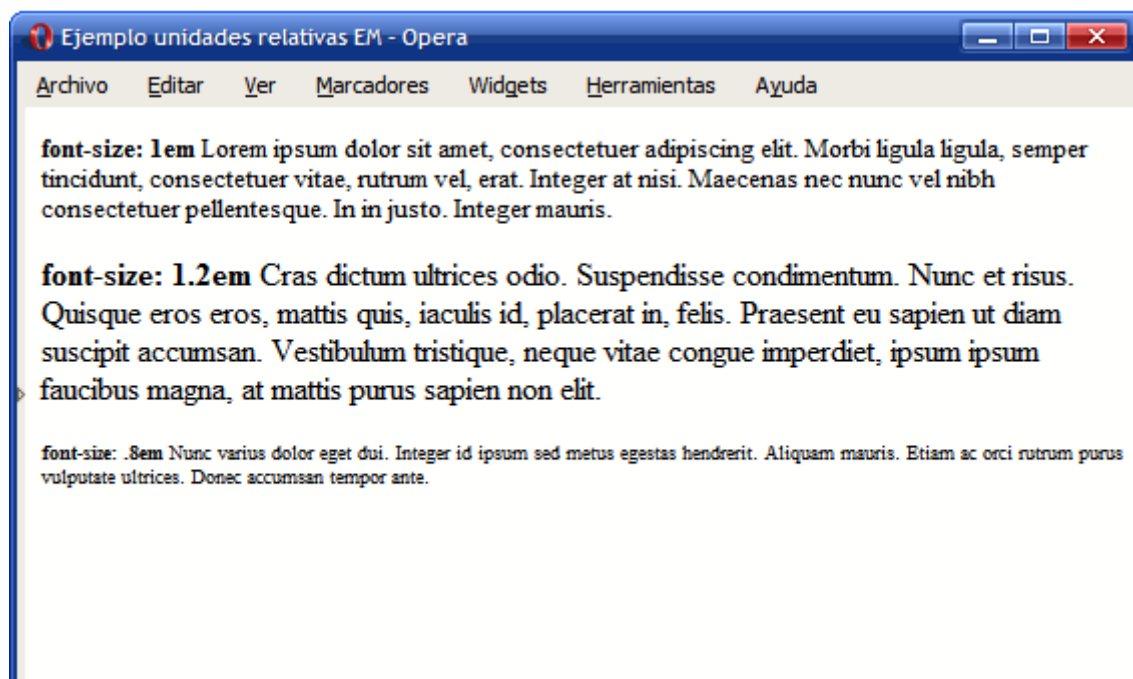 Ejemplo unidades relativas EM - Opera
Archivo Editar Ver Marcadores Widgets Herramientas Ayuda
font-size: 1em Lorem ipsum dolor sit amet, consectetuer adipiscing elit. Morbi ligula ligula, semper
tincidunt, consectetuer vitae, rutrum vel, erat. Integer at nisi. Maecenas nec nunc vel nibh
consectetuer pellentesque. In in justo. Integer mauris.
font-size: 1.2em Cras dictum ultrices odio. Suspendisse condimentum. Nunc et risus.
Quisque eros eros, mattis quis, iaculis id, placerat in, felis. Praesent eu sapien ut diam
suscipit accumsan. Vestibulum tristique, neque vitae congue imperdiet, ipsum ipsum
faucibus magna, at mattis purus sapien non elit.
font-size: .8em Nunc varius dolor eget dui. Integer id ipsum sed metus egestas hendrerit. Aliquam mauris. Etiam ac orci rutrum purus
vulputate ultrices. Donec accumsan tempor ante.